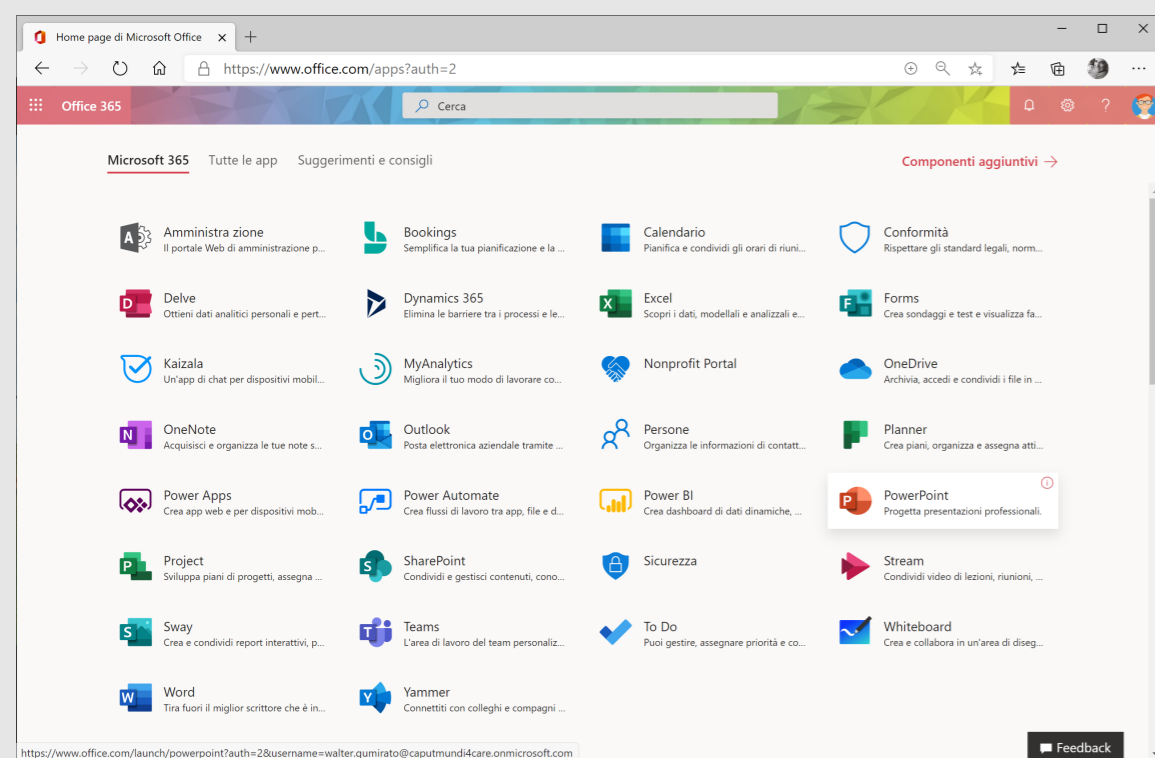 Home page di Microsoft Office
https://www.office.com/apps?auth=2
Office 365
Cerca
Microsoft 365 Tutte le app Suggerimenti e consigli Componenti aggiuntivi →
Amministra zione
Il portale Web di amministrazione p...
Bookings
Semplifica la tua pianificazione e la ...
Calendario
Pianifica e condividi gli orari di riuni...
Conformità
Rispettare gli standard legali, norm...
Delve
Ottieni dati analitici personali e pert...
Dynamics 365
Elimina le barriere tra i processi e le...
Excel
Scopri i dati, modellali e analizzali e...
Forms
Crea sondaggi e test e visualizza fa...
Kaizala
Un'app di chat per dispositivi mobil...
MyAnalytics
Migliora il tuo modo di lavorare co...
Nonprofit Portal
OneDrive
Archivia, accedi e condividi i file in ...
OneNote
Acquisisci e organizza le tue note s...
Outlook
Posta elettronica aziendale tramite ...
Persone
Organizza le informazioni di contatt...
Planner
Crea piani, organizza e assegna atti...
Power Apps
Crea app web e per dispositivi mob...
Power Automate
Crea flussi di lavoro tra app, file e d...
Power BI
Crea dashboard di dati dinamiche, ...
PowerPoint
Progetta presentazioni professionali.
Project
Sviluppa piani di progetti, assegna ...
SharePoint
Condividi e gestisci contenuti, cono...
Sicurezza
Stream
Condividi video di lezioni, riunioni, ...
Sway
Crea e condividi report interattivi, p...
Teams
L'area di lavoro del team personaliz...
To Do
Puoi gestire, assegnare priorità e co...
Whiteboard
Crea e collabora in un'area di diseg...
Word
Tira fuori il miglior scrittore che è in...
Yammer
Connettiti con colleghi e compagni ...
Feedback
https://www.office.com/launch/powerpoint?auth=2&username=walter.gumirato@caputmundi4care.onmicrosoft.com